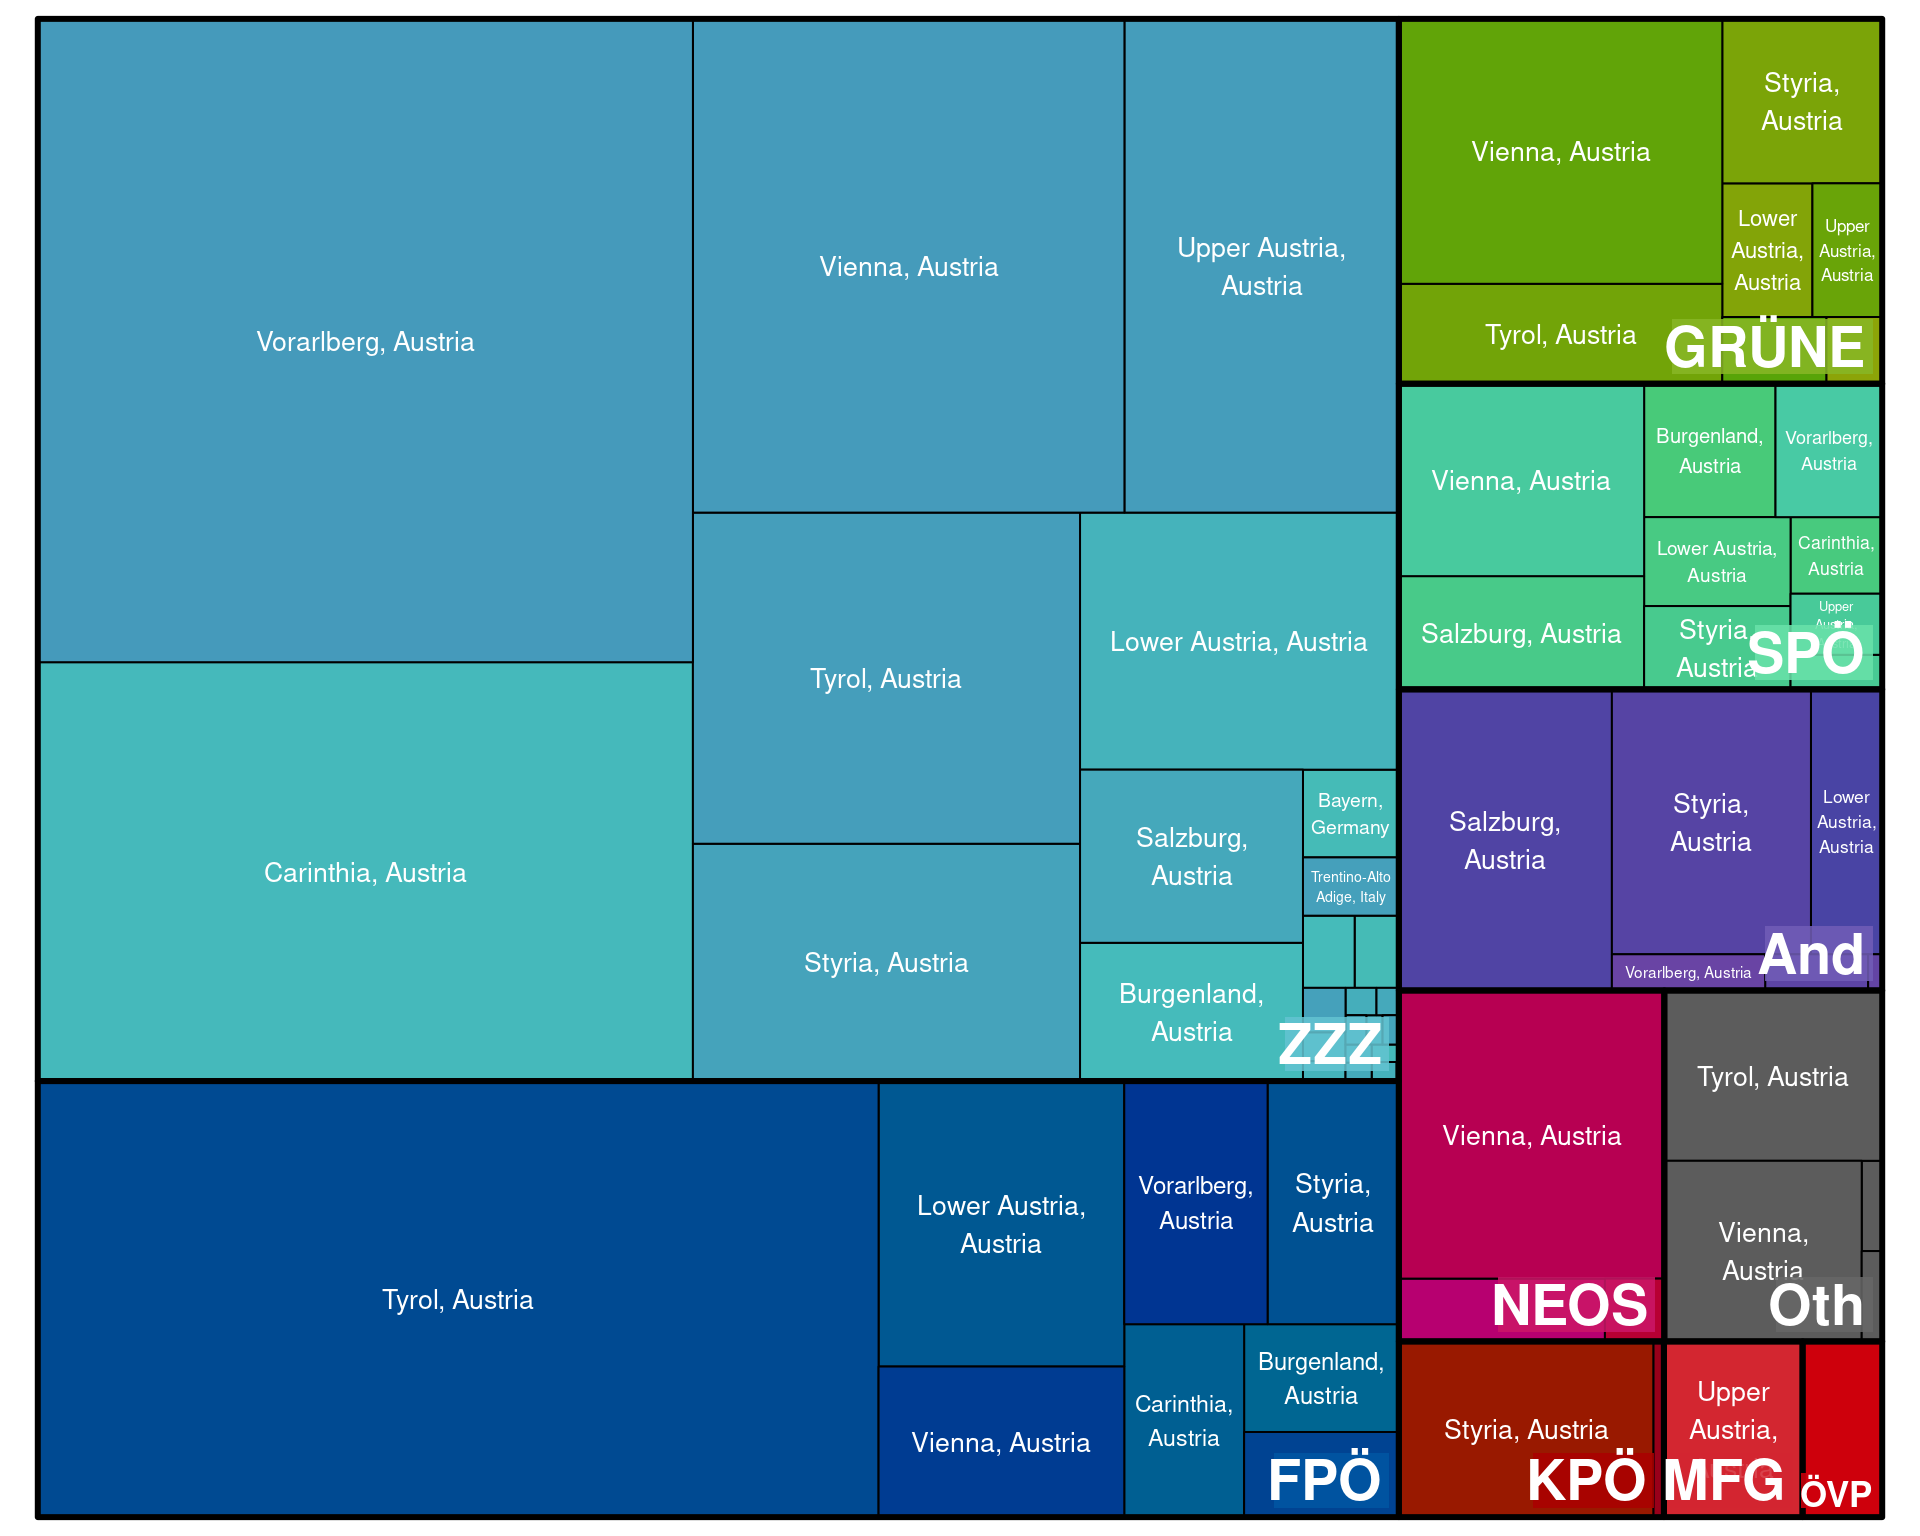 Vorarlberg, Austria
Vienna, Austria
Upper Austria,
Austria
Tyrol, Austria
Lower Austria, Austria
Carinthia, Austria
Styria, Austria
Salzburg,
Austria
Bayern,
Germany
Trentino-Alto
Adige, Italy
Burgenland,
Austria
ZZZ
Tyrol, Austria
Lower Austria,
Austria
Vienna, Austria
Vorarlberg,
Austria
Styria,
Austria
Carinthia,
Austria
Burgenland,
Austria
FPÖ
Vienna, Austria
Styria,
Austria
Lower
Austria,
Austria
Upper
Austria,
Austria
Tyrol, Austria
GRÜNE
Vienna, Austria
Burgenland,
Austria
Vorarlberg,
Austria
Lower Austria,
Austria
Carinthia,
Austria
Salzburg, Austria
Styria,
Austria
Upper
SPÖ
Salzburg,
Austria
Styria,
Austria
Lower
Austria,
Austria
Vorarlberg, Austria
And
Vienna, Austria
NEOS
Tyrol, Austria
Vienna,
Austria
Oth
Styria, Austria
KPÖ
Upper
Austria,
MFG
ÖVP